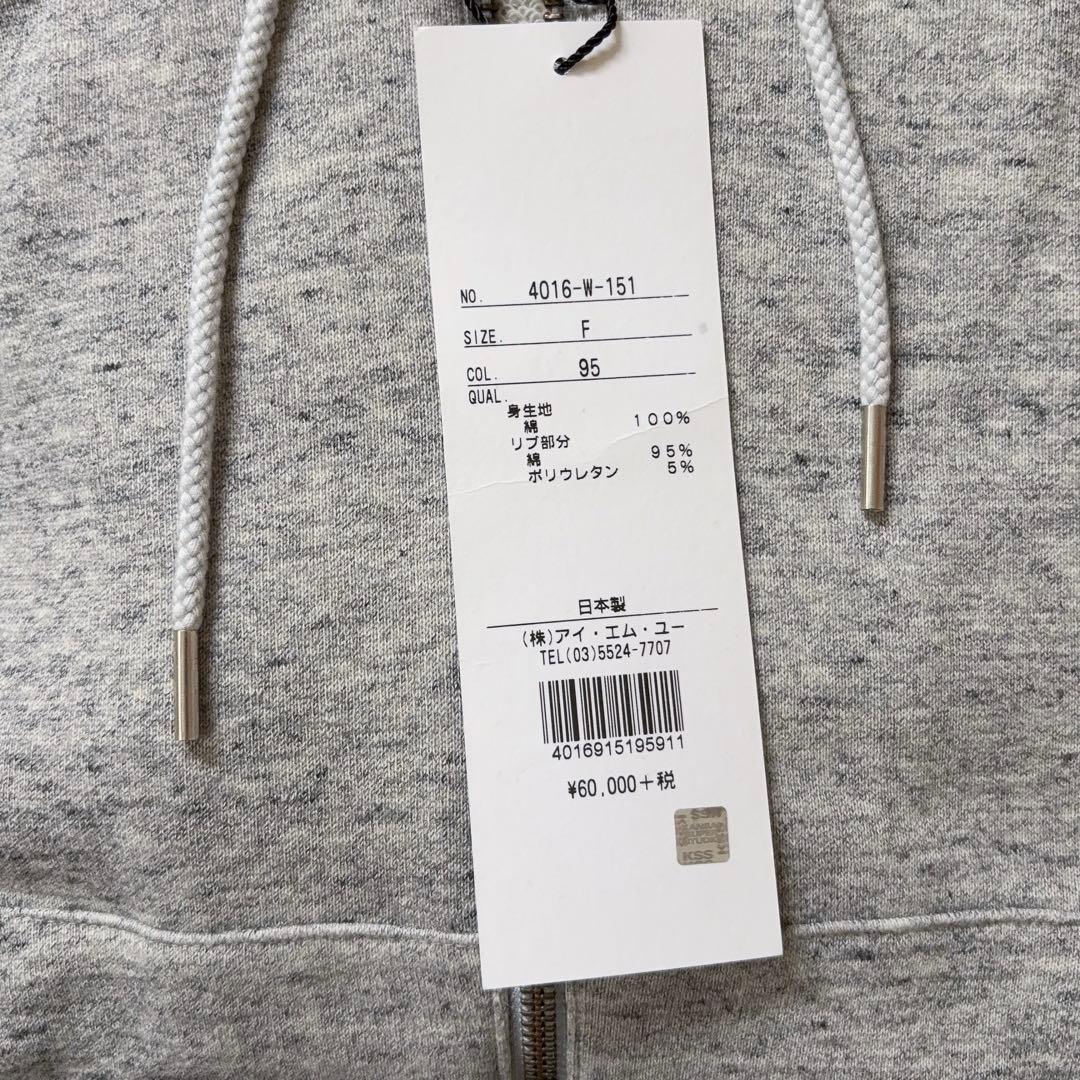 NO. 4016-W-151
SIZE. F
COL. 95
QUAL.
身生地
綿 100%
リブ部分
綿 95%
ポリウレタン 5%
日本製
(株)アイ・エム・ユー
TEL(03)5524-7707
4016915195911
¥60,000+税
KSS